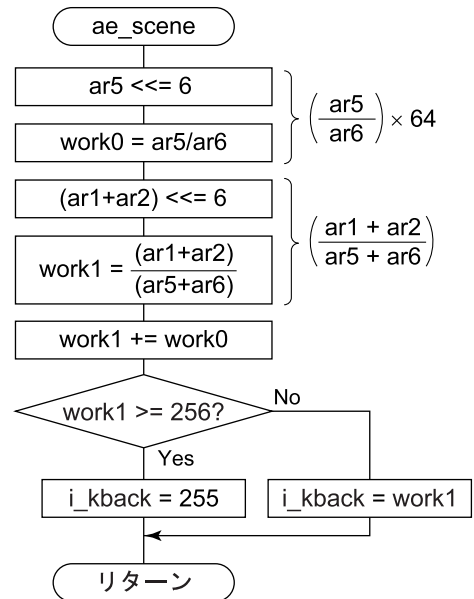 ae_scene
ar5 <<= 6
work0 = ar5/ar6
(ar5
ar6) × 64
(ar1+ar2) <<= 6
work1 = (ar1+ar2)
(ar5+ar6)
(ar1 + ar2
ar5 + ar6)
work1 += work0
work1 >= 256?
No
Yes
i_kback = 255
i_kback = work1
リターン